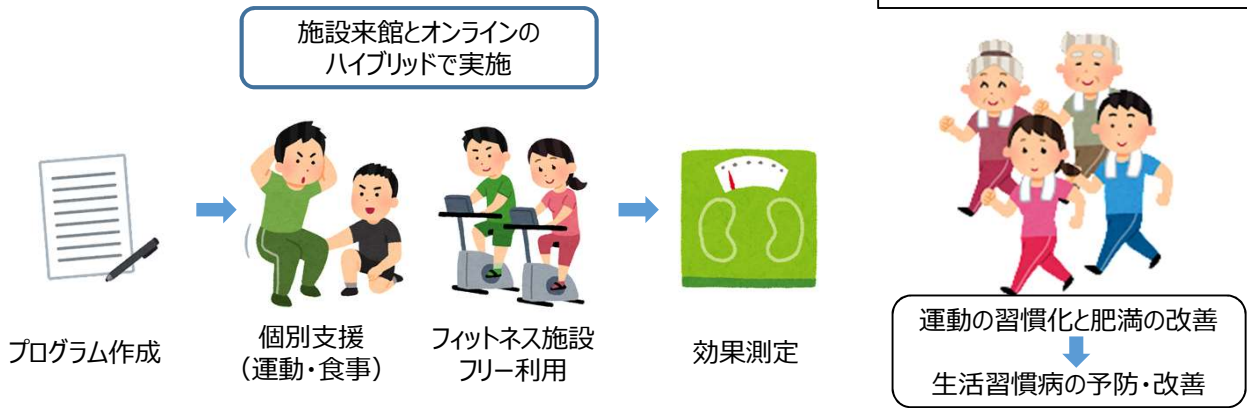 施設来館とオンラインの
ハイブリッドで実施
プログラム作成
個別支援
（運動・食事）
フィットネス施設
フリー利用
効果測定
運動の習慣化と肥満の改善
生活習慣病の予防・改善